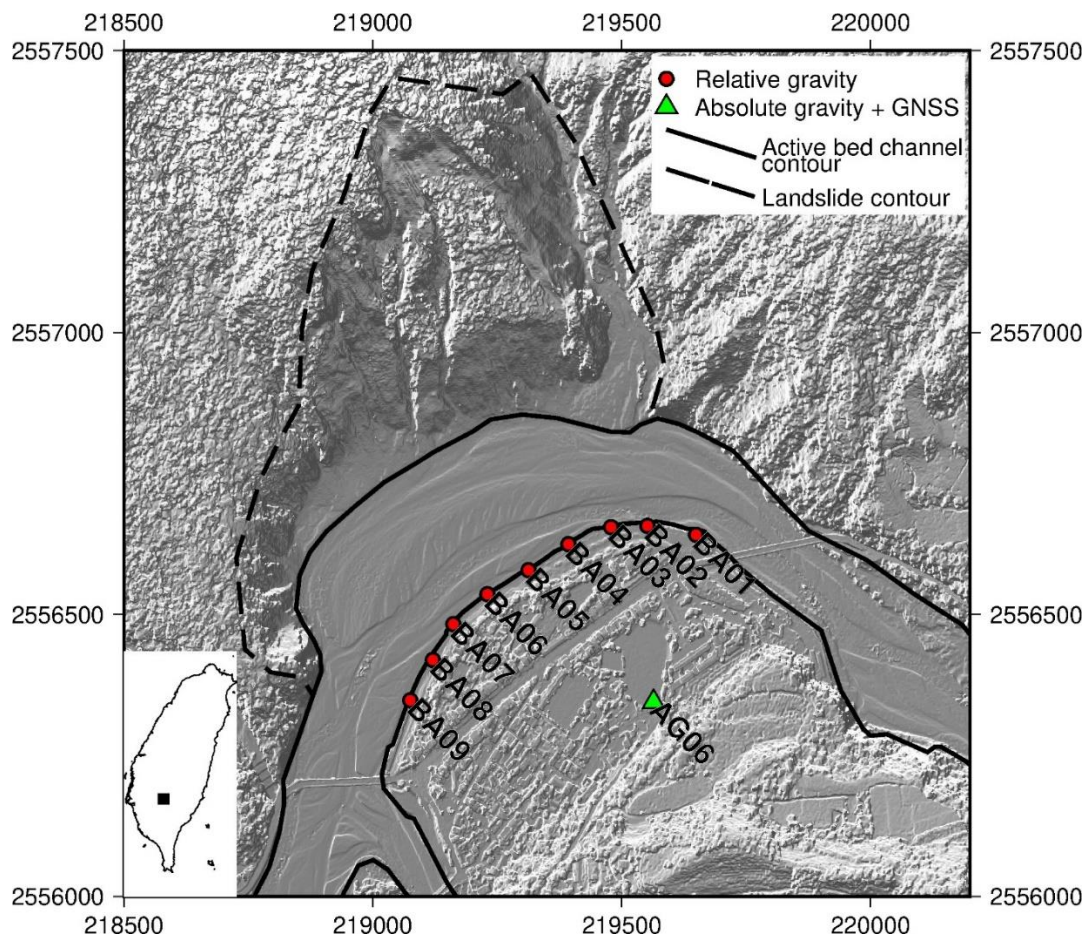 218500 219000 219500 220000
2557500 2557500
Relative gravity
Absolute gravity + GNSS
Active bed channel
contour
Landslide contour
2557000 2557000
BA01
BA02
BA03
BA04
BA05
BA06
BA07
BA08
BA09
2556500 2556500
AG06
2556000 2556000
218500 219000 219500 220000